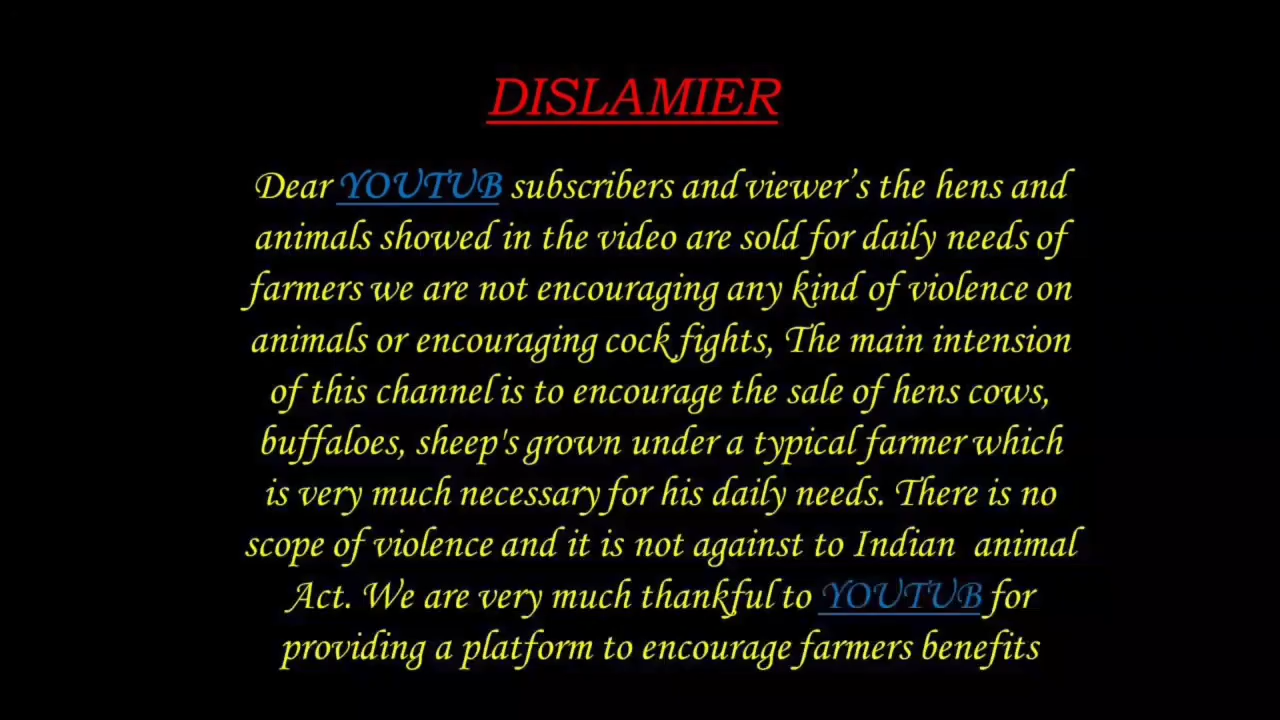 DISLAMIER
Dear YOUTUB subscribers and viewer's the hens and
animals showed in the video are sold for daily needs of
farmers we are not encouraging any kind of violence on
animals or encouraging cock fights, The main intension
of this channel is to encourage the sale of hens cows,
buffaloes, sheep's grown under a typical farmer which
is very much necessary for his daily needs. There is no
scope of violence and it is not against to Indian  animal
Act. We are very much thankful to YOUTUB for
providing a platform to encourage farmers benefits